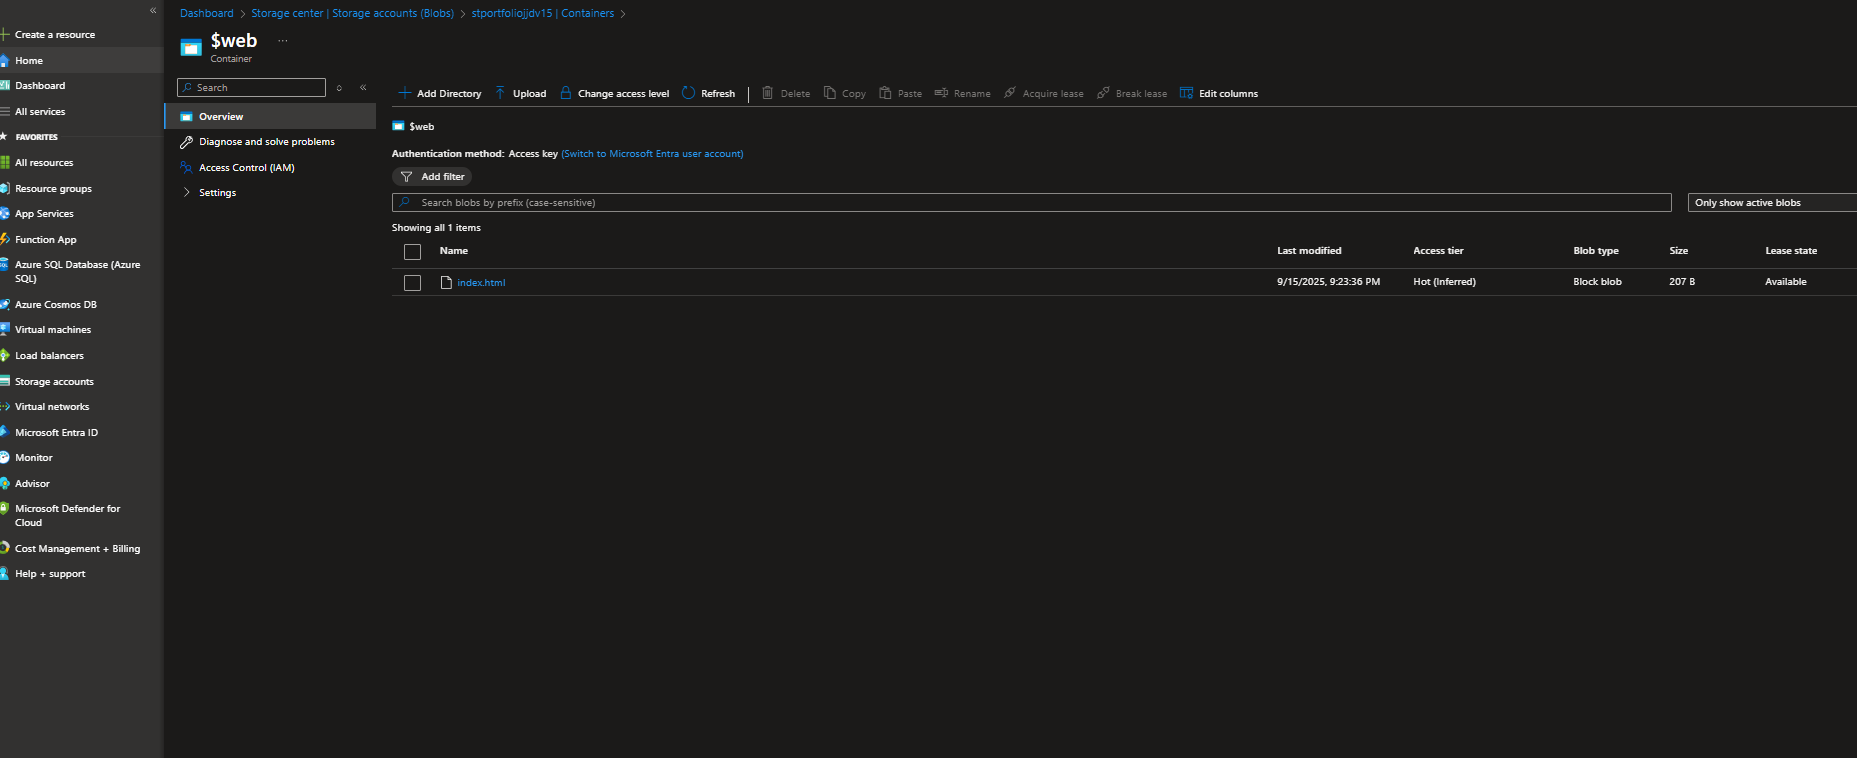 Create a resource
Home
Dashboard
All services
FAVORITES
All resources
Resource groups
App Services
Function App
Azure SQL Database (Azure
SQL)
Azure Cosmos DB
Virtual machines
Load balancers
Storage accounts
Virtual networks
Microsoft Entra ID
Monitor
Advisor
Microsoft Defender for
Cloud
Cost Management + Billing
Help + support
Dashboard > Storage center | Storage accounts (Blobs) > stportfoliojjdv15 | Containers >
$web ...
Container
Search
Overview
Diagnose and solve problems
Access Control (IAM)
Settings
Add Directory Upload Change access level Refresh Delete Copy Paste Rename Acquire lease Break lease Edit columns
$web
Authentication method: Access key (Switch to Microsoft Entra user account)
Add filter
Search blobs by prefix (case-sensitive) Only show active blobs
Showing all 1 items
Name Last modified Access tier Blob type Size Lease state
index.html 9/15/2025, 9:23:36 PM Hot (Inferred) Block blob 207 B Available